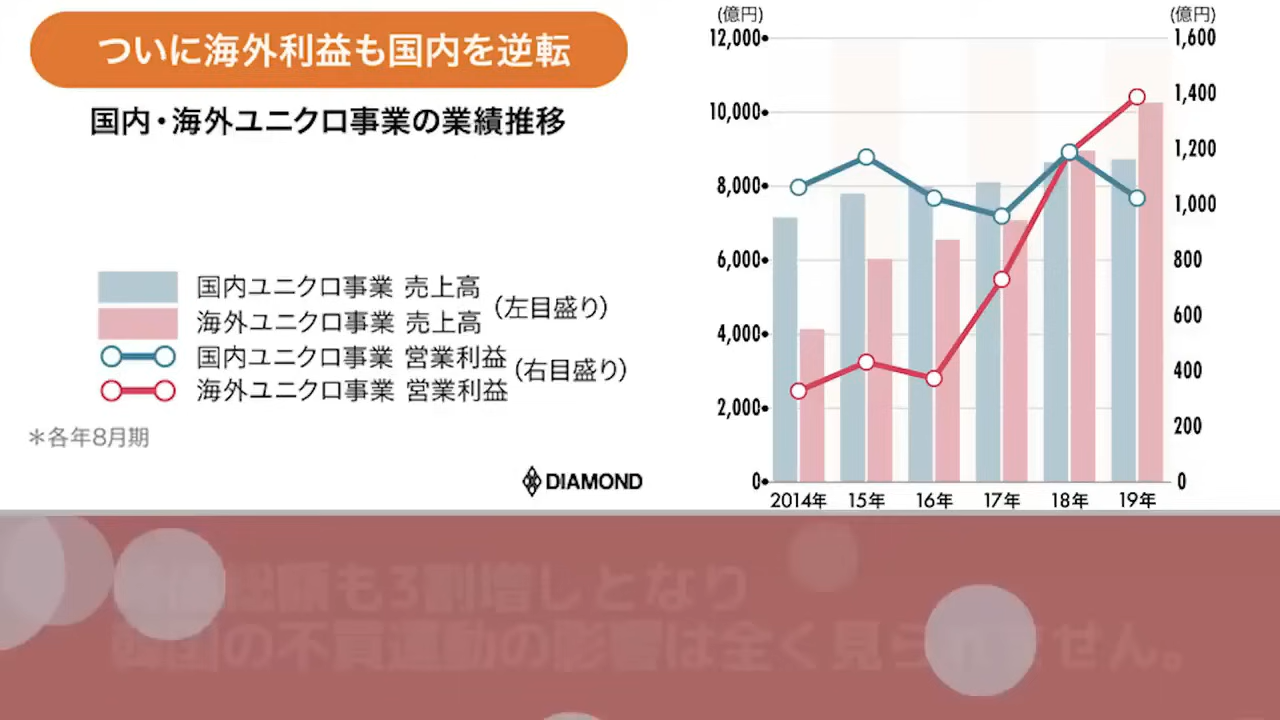 ついに海外利益も国内を逆転
国内・海外ユニクロ事業の業績推移
国内ユニクロ事業 売上高
海外ユニクロ事業 売上高
(左目盛り)
国内ユニクロ事業 営業利益
海外ユニクロ事業 営業利益
(右目盛り)
＊各年8月期
DIAMOND
(億円)
12,000
10,000
8,000
6,000
4,000
2,000
0
(億円)
1,600
1,400
1,200
1,000
800
600
400
200
0
2014年 15年 16年 17年 18年 19年
総額も3割増しとなり
韓国の不買運動の影響は全く見られません。